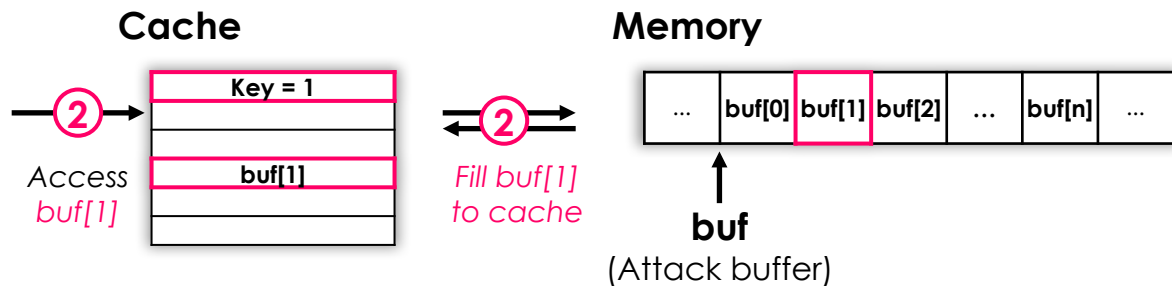 Cache
Memory
Key = 1
2
2
... buf[0] buf[1] buf[2] ... buf[n] ...
Access
buf[1]
buf[1]
Fill buf[1]
to cache
buf
(Attack buffer)